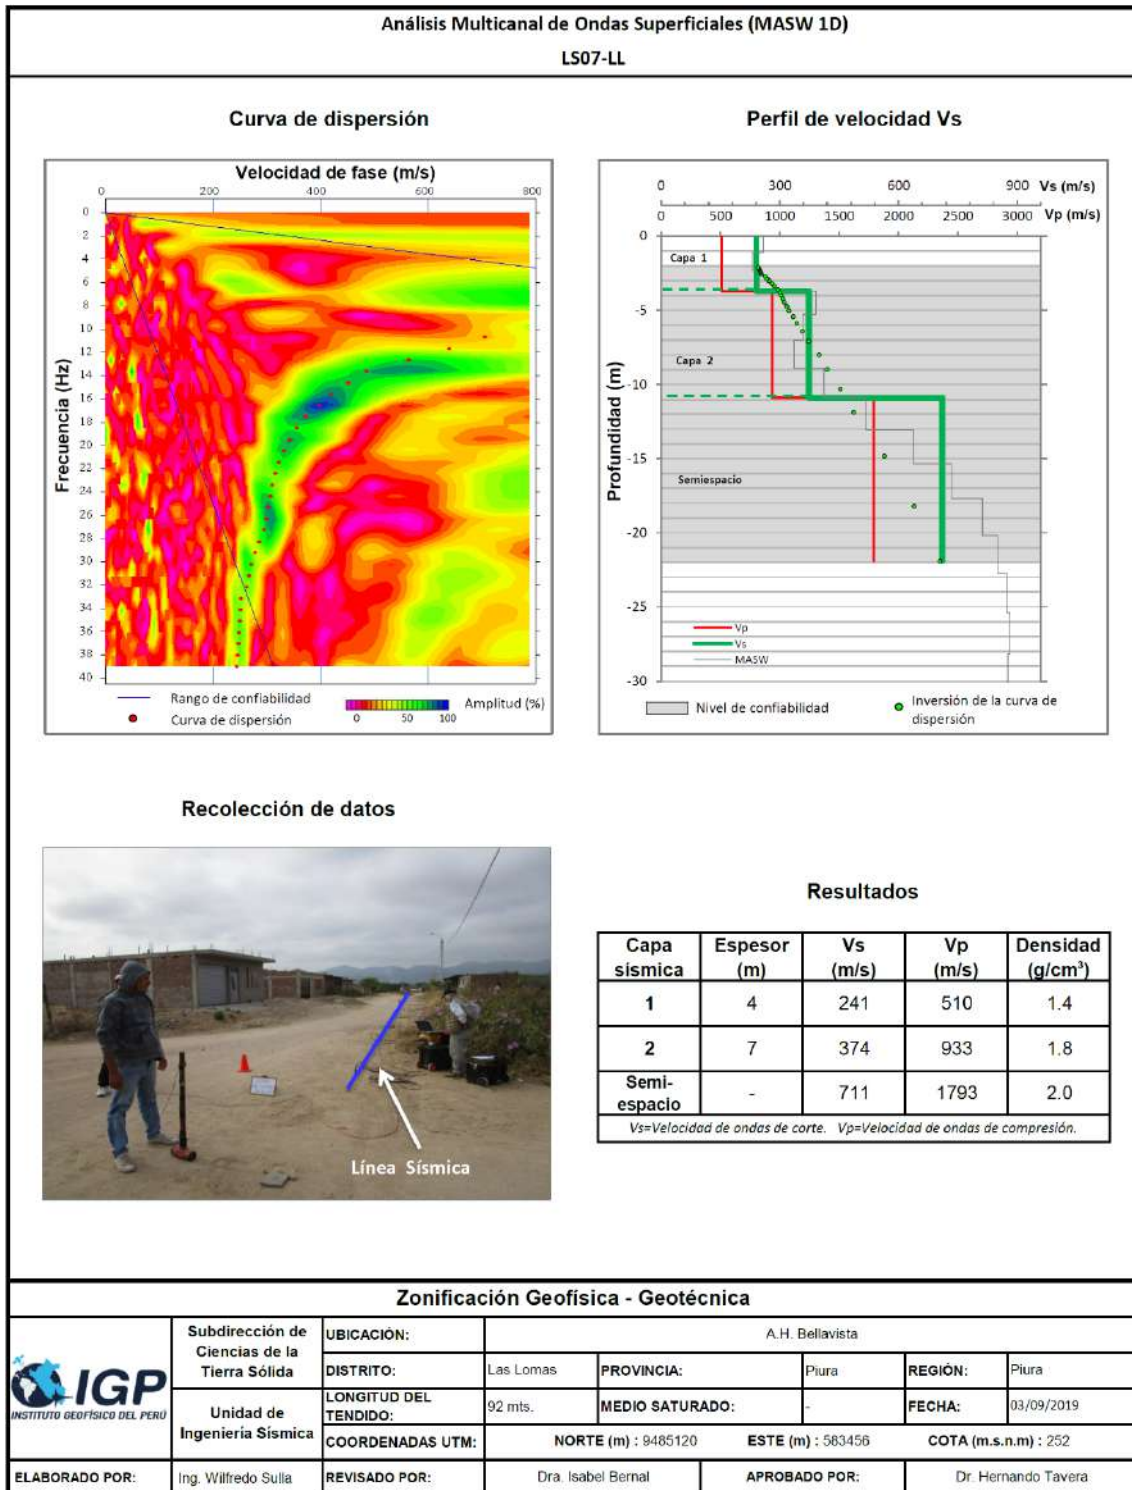 Análisis Multicanal de Ondas Superficiales (MASW 1D)
LS07-LL
Curva de dispersión
Perfil de velocidad Vs
Velocidad de fase (m/s)
0 200 400 600 800
Frecuencia (Hz)
0
2
4
6
8
10
12
14
16
18
20
22
24
26
28
30
32
34
36
38
40
Rango de confiabilidad
Curva de dispersión
0 50 100
Amplitud (%)
0 300 600 900 Vs (m/s)
0 500 1000 1500 2000 2500 3000 Vp (m/s)
Profundidad (m)
0
-5
-10
-15
-20
-25
-30
Capa 1
Capa 2
Semiespacio
Vp
Vs
MASW
Nivel de confiabilidad
Inversión de la curva de
dispersión
Recolección de datos
Línea Sísmica
Resultados
Capa sísmica Espesor (m) Vs (m/s) Vp (m/s) Densidad (g/cm³)
1 4 241 510 1.4
2 7 374 933 1.8
Semi-espacio - 711 1793 2.0
Vs=Velocidad de ondas de corte. Vp=Velocidad de ondas de compresión.
Zonificación Geofísica - Geotécnica
IGP
INSTITUTO GEOFÍSICO DEL PERÚ
Subdirección de
Ciencias de la
Tierra Sólida
Unidad de
Ingeniería Sísmica
UBICACIÓN: A.H. Bellavista
DISTRITO: Las Lomas PROVINCIA: Piura REGIÓN: Piura
LONGITUD DEL TENDIDO: 92 mts. MEDIO SATURADO: - FECHA: 03/09/2019
COORDENADAS UTM: NORTE (m) : 9485120 ESTE (m) : 583456 COTA (m.s.n.m) : 252
ELABORADO POR: Ing. Wilfredo Sulla REVISADO POR: Dra. Isabel Bernal APROBADO POR: Dr. Hernando Tavera